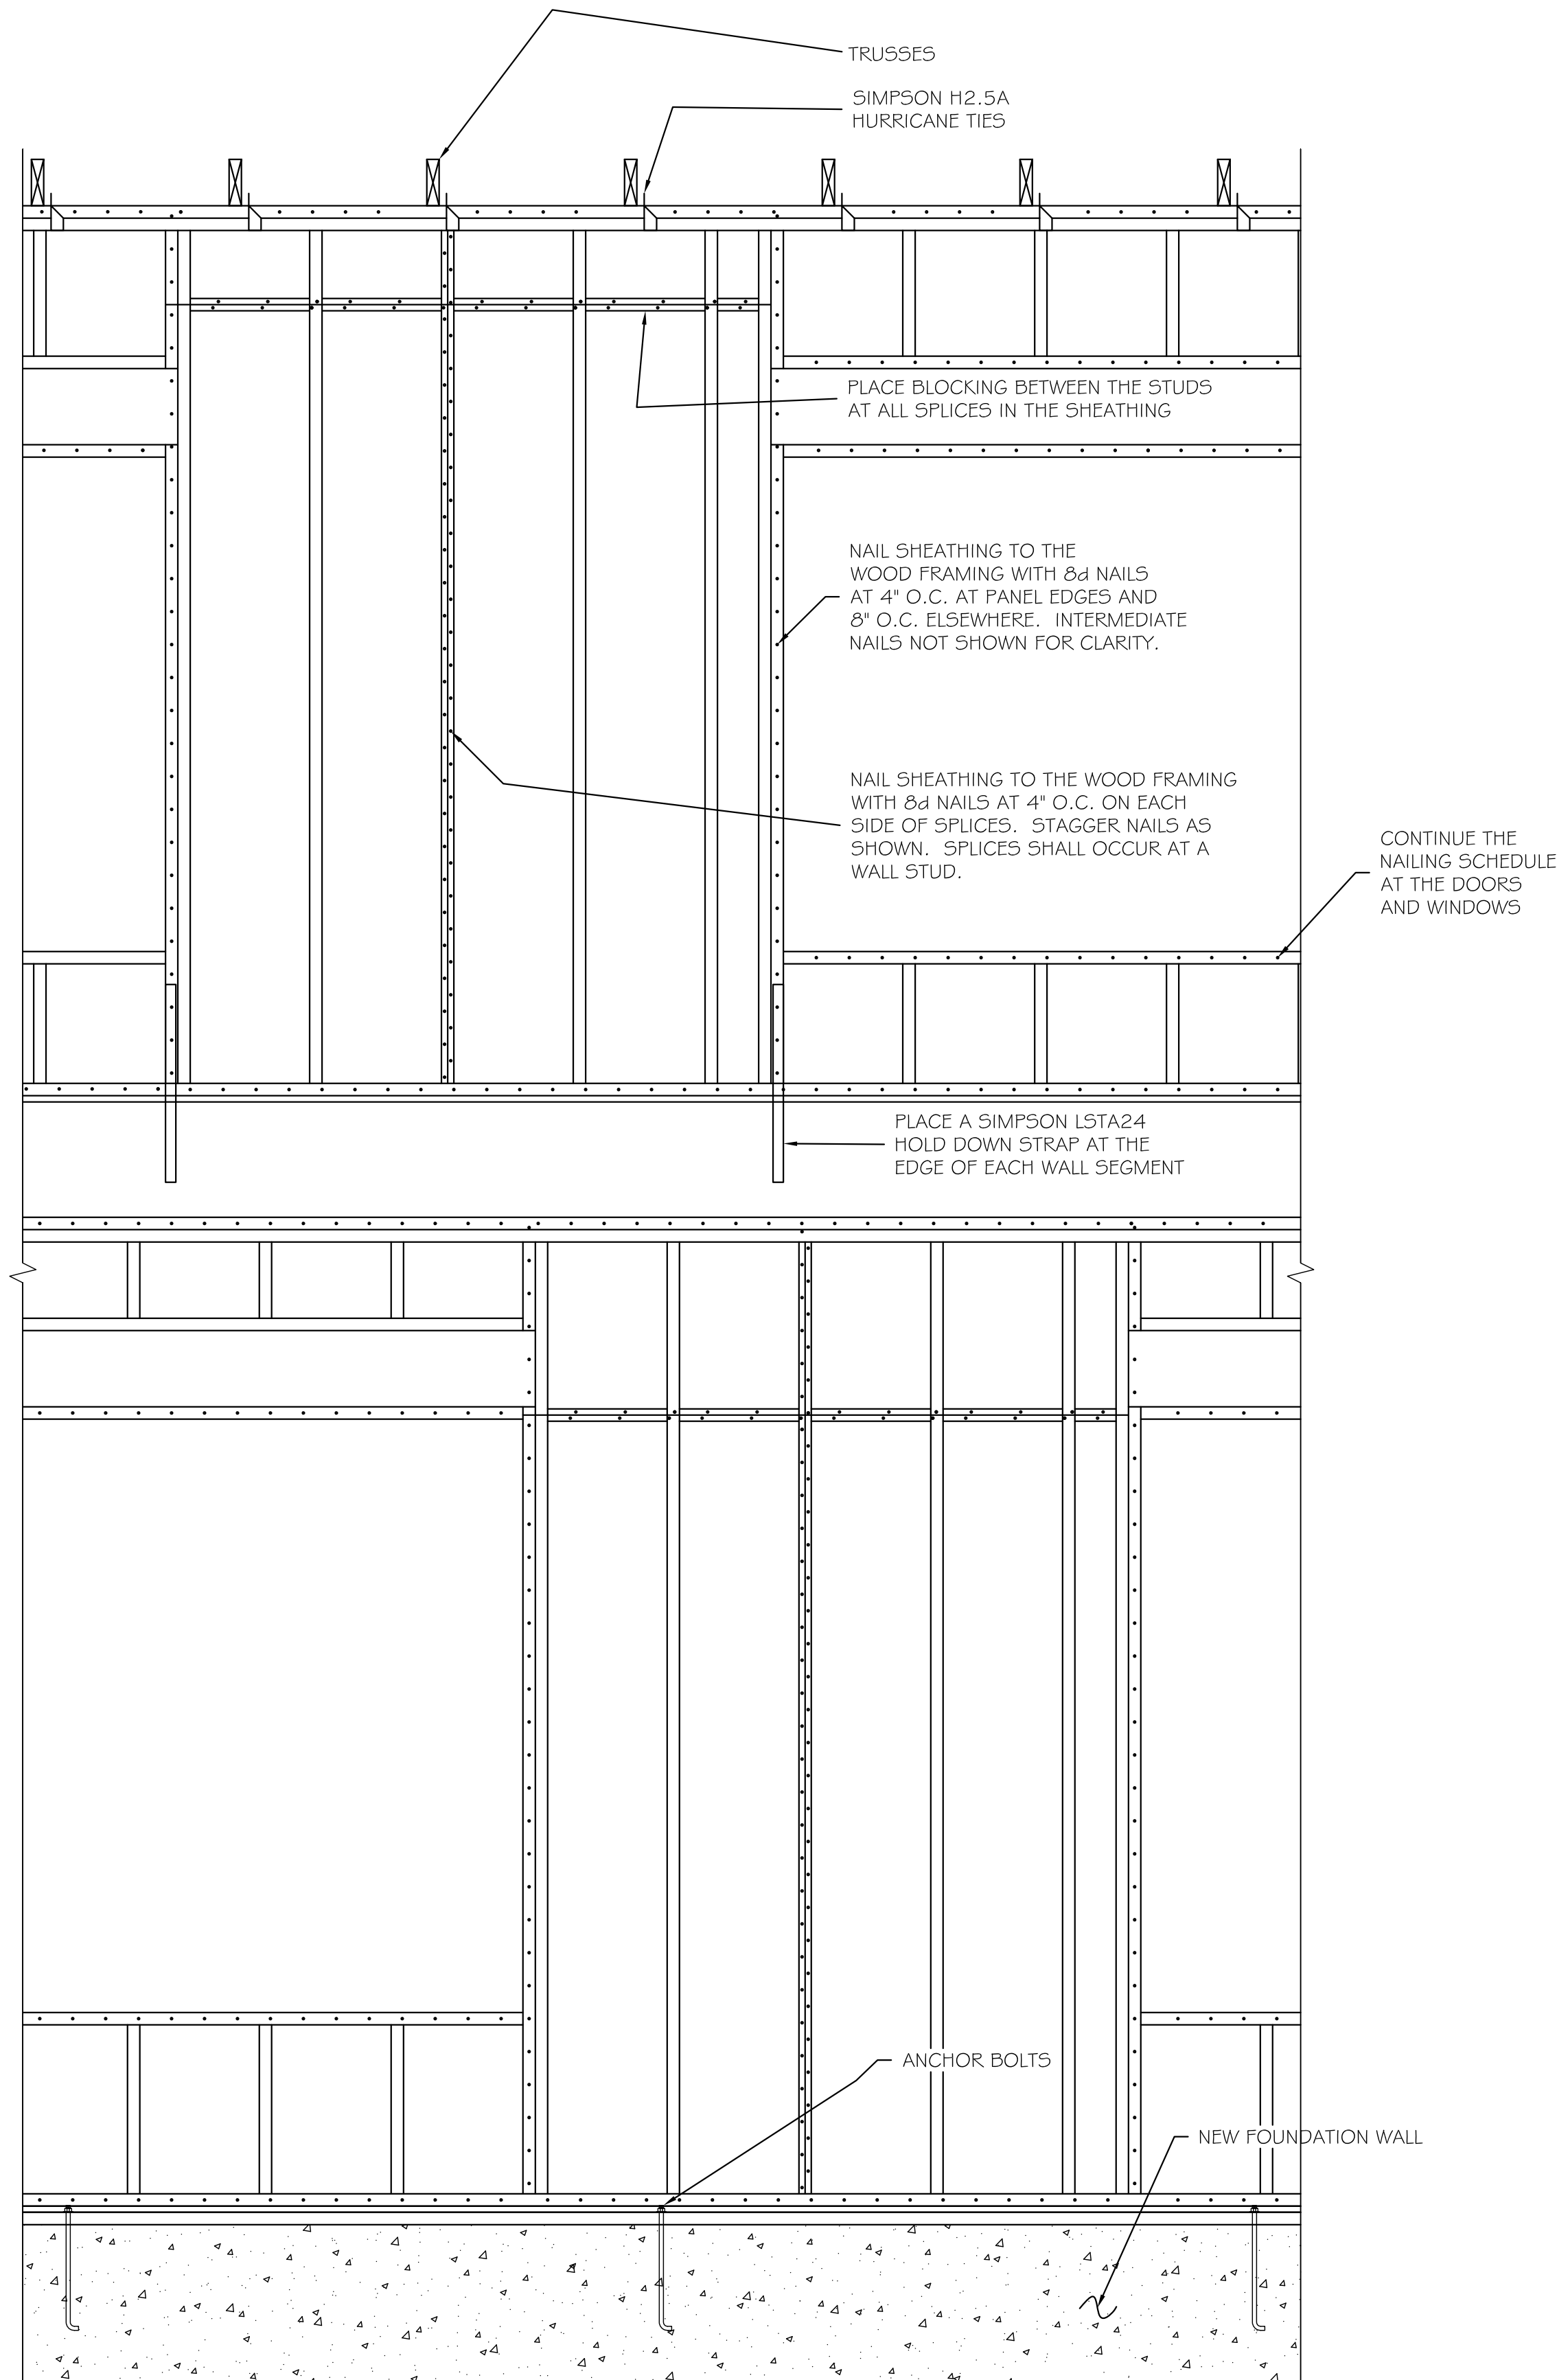 TRUSSES
SIMPSON H2.5A
HURRICANE TIES
PLACE BLOCKING BETWEEN THE STUDS
AT ALL SPLICES IN THE SHEATHING
NAIL SHEATHING TO THE
WOOD FRAMING WITH 8d NAILS
AT 4" O.C. AT PANEL EDGES AND
8" O.C. ELSEWHERE. INTERMEDIATE
NAILS NOT SHOWN FOR CLARITY.
NAIL SHEATHING TO THE WOOD FRAMING
WITH 8d NAILS AT 4" O.C. ON EACH
SIDE OF SPLICES. STAGGER NAILS AS
SHOWN. SPLICES SHALL OCCUR AT A
WALL STUD.
CONTINUE THE
NAILING SCHEDULE
AT THE DOORS
AND WINDOWS
PLACE A SIMPSON LSTA24
HOLD DOWN STRAP AT THE
EDGE OF EACH WALL SEGMENT
ANCHOR BOLTS
NEW FOUNDATION WALL